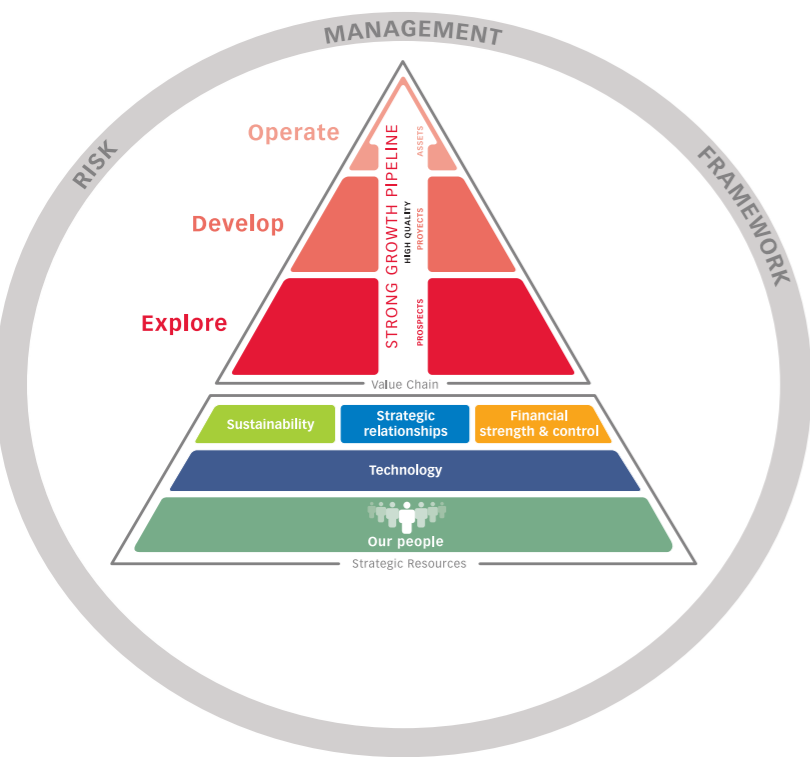 RISK
MANAGEMENT
FRAMEWORK
Operate
Develop
Explore
STRONG GROWTH PIPELINE
HIGH QUALITY
ASSETS
PROYECTS
PROSPECTS
Value Chain
Sustainability
Strategic
relationships
Financial
strength & control
Technology
Our people
Strategic Resources